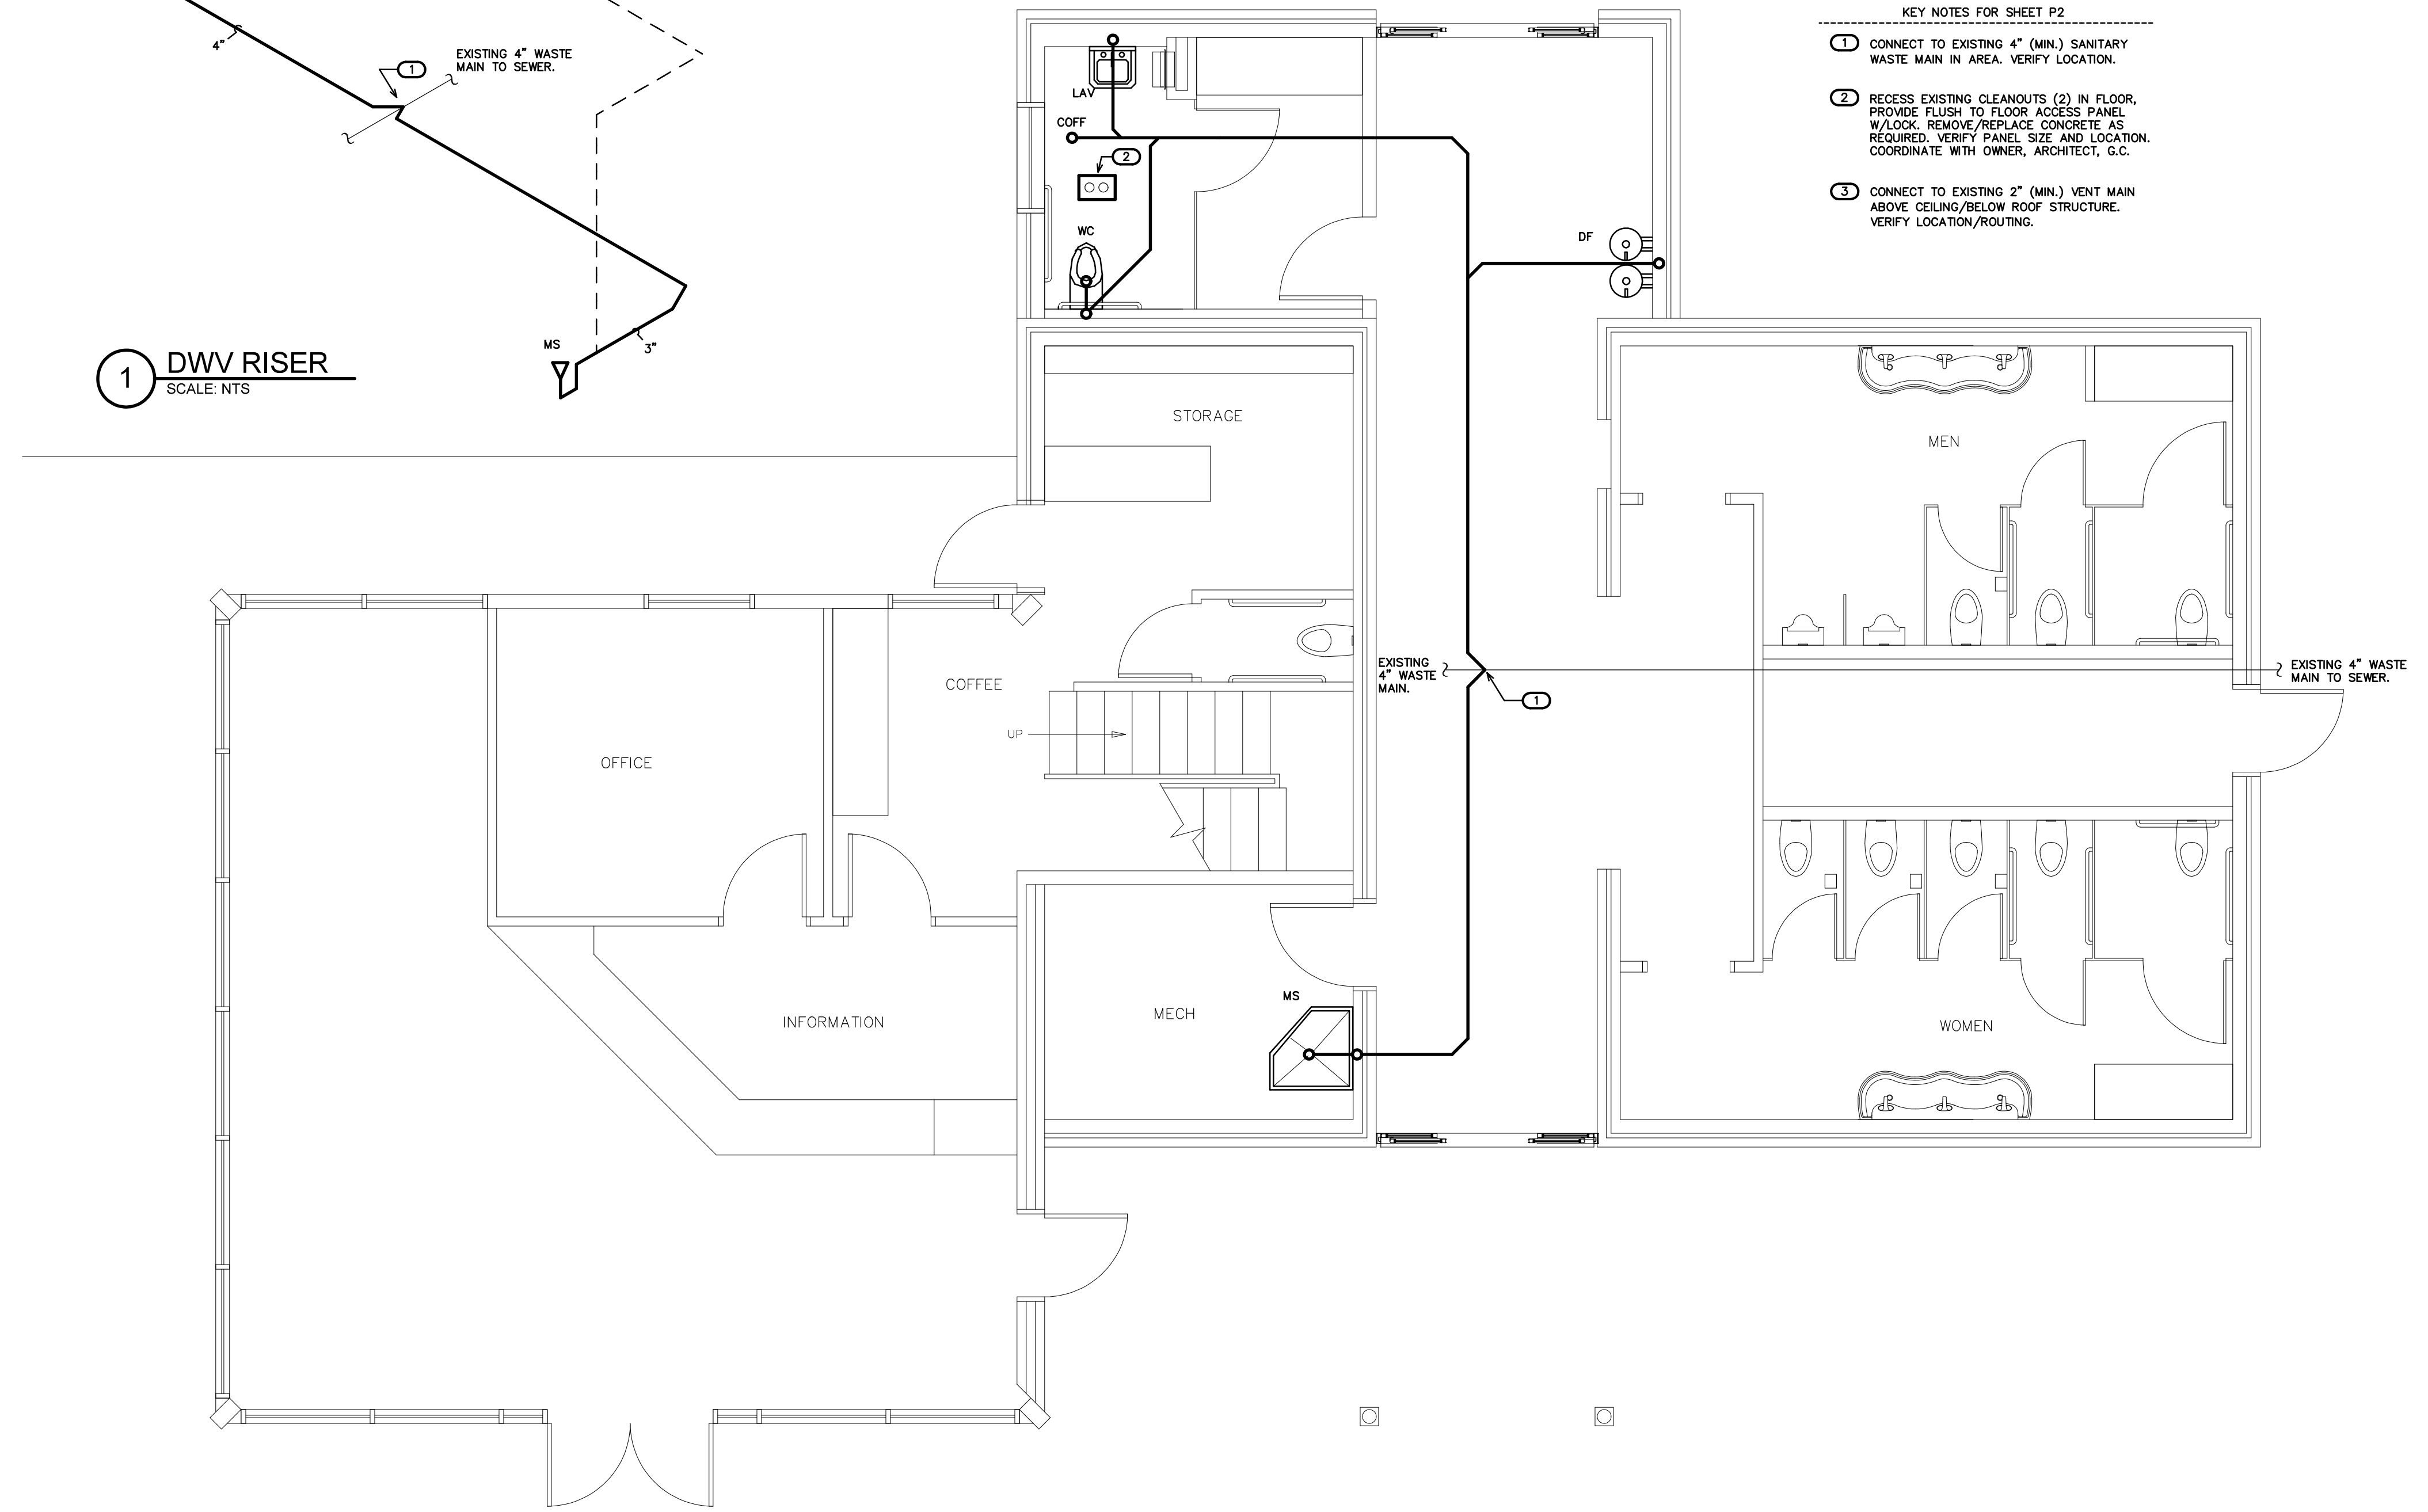 4”
1
EXISTING 4” WASTE
MAIN TO SEWER.
MS
3”
1
DWV RISER
SCALE: NTS
KEY NOTES FOR SHEET P2
1 CONNECT TO EXISTING 4” (MIN.) SANITARY
WASTE MAIN IN AREA. VERIFY LOCATION.
2 RECESS EXISTING CLEANOUTS (2) IN FLOOR,
PROVIDE FLUSH TO FLOOR ACCESS PANEL
W/LOCK. REMOVE/REPLACE CONCRETE AS
REQUIRED. VERIFY PANEL SIZE AND LOCATION.
COORDINATE WITH OWNER, ARCHITECT, G.C.
3 CONNECT TO EXISTING 2” (MIN.) VENT MAIN
ABOVE CEILING/BELOW ROOF STRUCTURE.
VERIFY LOCATION/ROUTING.
LAV
COFF
2
WC
DF
STORAGE
MEN
EXISTING
4” WASTE
MAIN.
1
EXISTING 4” WASTE
MAIN TO SEWER.
COFFEE
UP
OFFICE
INFORMATION
MECH
MS
WOMEN